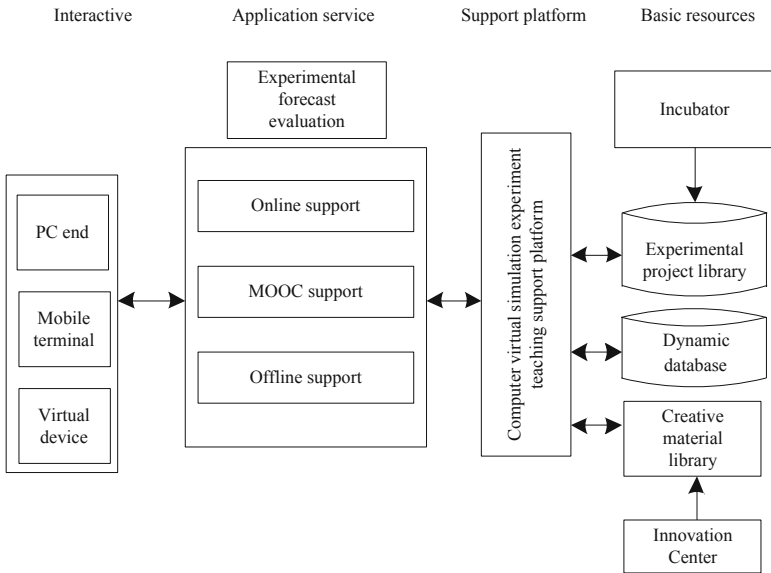 Interactive
Application service
Support platform
Basic resources
Experimental
forecast
evaluation
Incubator
PC end
Mobile
terminal
Virtual
device
Online support
MOOC support
Offline support
Computer virtual simulation experiment
teaching support platform
Experimental
project library
Dynamic
database
Creative
material
library
Innovation
Center